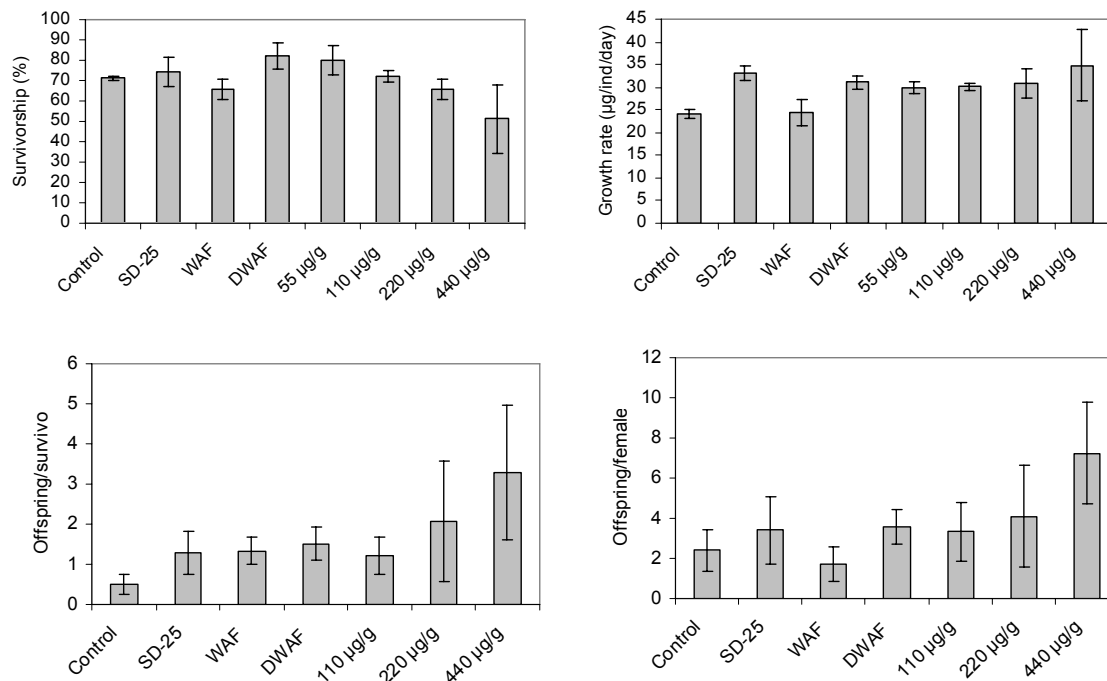 Survivorship (%)
100
90
80
70
60
50
40
30
20
10
0
Control
SD-25
WAF
DWAF
55 µg/g
110 µg/g
220 µg/g
440 µg/g
Growth rate (µg/ind/day)
45
40
35
30
25
20
15
10
5
0
Control
SD-25
WAF
DWAF
55 µg/g
110 µg/g
220 µg/g
440 µg/g
Offspring/survivo
6
5
4
3
2
1
0
Control
SD-25
WAF
DWAF
110 µg/g
220 µg/g
440 µg/g
Offspring/female
12
10
8
6
4
2
0
Control
SD-25
WAF
DWAF
110 µg/g
220 µg/g
440 µg/g